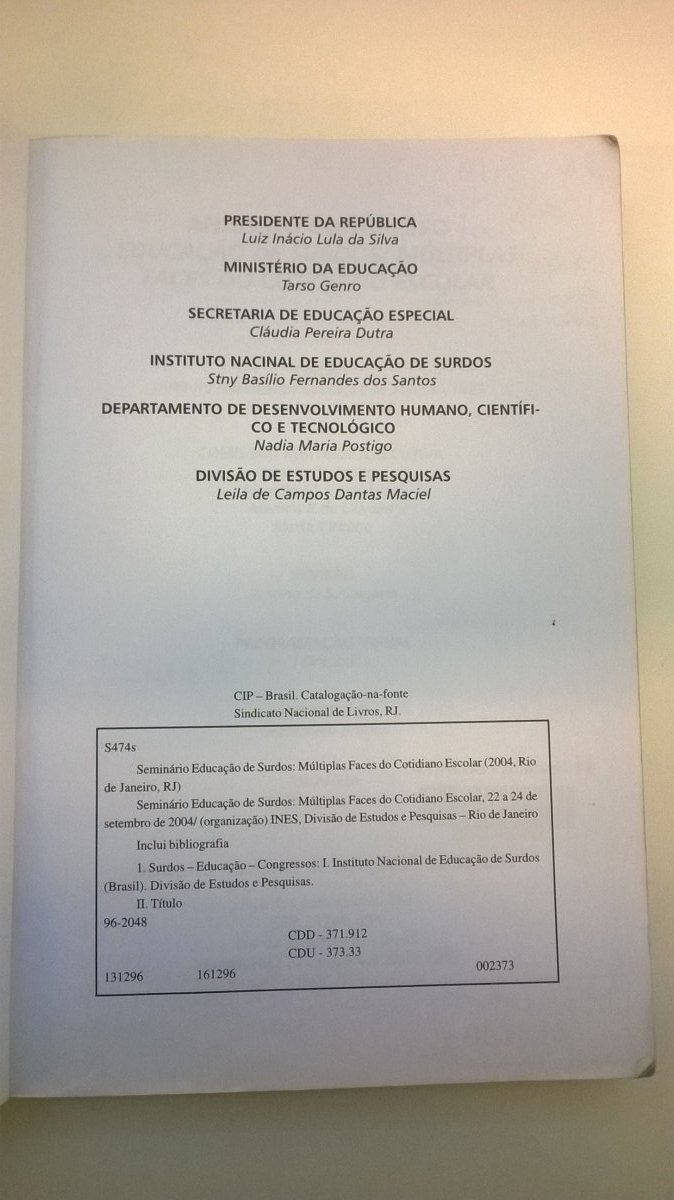 PRESIDENTE DA REPÚBLICA
Luiz Inácio Lula da Silva
MINISTÉRIO DA EDUCAÇÃO
Tarso Genro
SECRETARIA DE EDUCAÇÃO ESPECIAL
Cláudia Pereira Dutra
INSTITUTO NACINAL DE EDUCAÇÃO DE SURDOS
Stny Basílio Fernandes dos Santos
DEPARTAMENTO DE DESENVOLVIMENTO HUMANO, CIENTÍFI-
CO E TECNOLÓGICO
Nadia Maria Postigo
DIVISÃO DE ESTUDOS E PESQUISAS
Leila de Campos Dantas Maciel
CIP – Brasil. Catalogação-na-fonte
Sindicato Nacional de Livros, RJ.
S474s
Seminário Educação de Surdos: Múltiplas Faces do Cotidiano Escolar (2004, Rio
de Janeiro, RJ)
Seminário Educação de Surdos: Múltiplas Faces do Cotidiano Escolar, 22 a 24 de
setembro de 2004/ (organização) INES, Divisão de Estudos e Pesquisas – Rio de Janeiro
Inclui bibliografia
1. Surdos – Educação – Congressos: I. Instituto Nacional de Educação de Surdos
(Brasil). Divisão de Estudos e Pesquisas.
II. Título
96-2048
CDD - 371.912
CDU - 373.33
131296 161296 002373